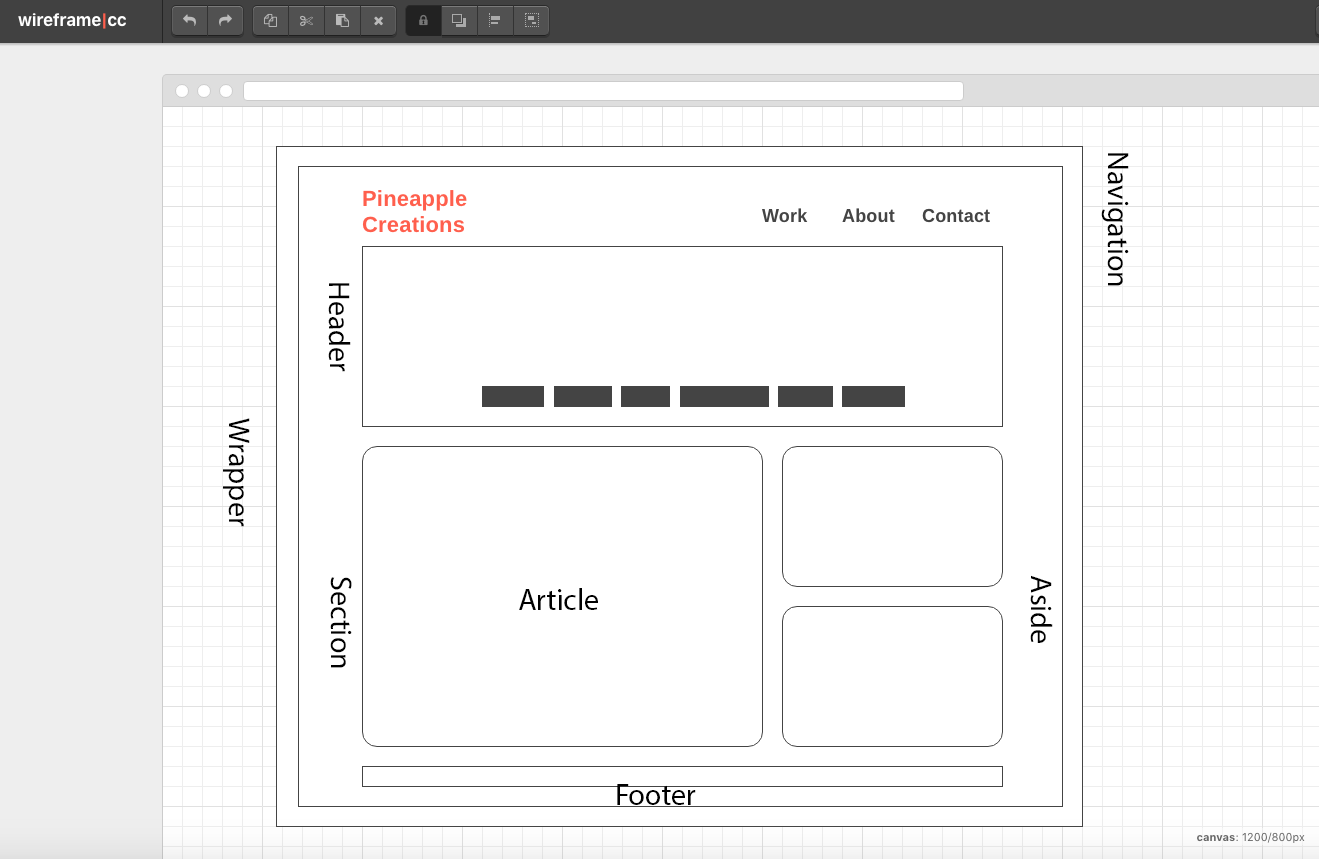 wireframe|cc
Navigation
Pineapple
Creations
Work About Contact
Header
Wrapper
Section
Article
Aside
Footer
canvas: 1200/800px